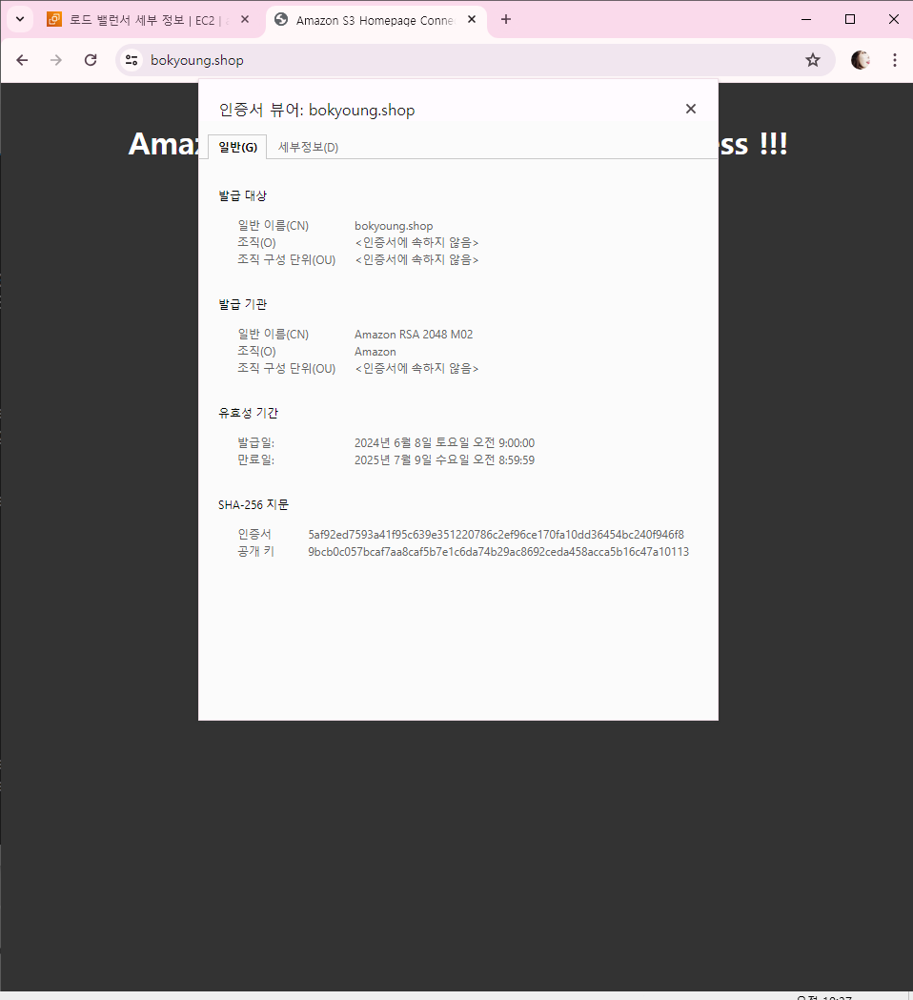 로드 밸런서 세부 정보 | EC2 |
Amazon S3 Homepage Conne
bokyoung.shop
ss !!!
인증서 뷰어: bokyoung.shop
일반(G) 세부정보(D)
발급 대상
일반 이름(CN) bokyoung.shop
조직(O) <인증서에 속하지 않음>
조직 구성 단위(OU) <인증서에 속하지 않음>
발급 기관
일반 이름(CN) Amazon RSA 2048 M02
조직(O) Amazon
조직 구성 단위(OU) <인증서에 속하지 않음>
유효성 기간
발급일: 2024년 6월 8일 토요일 오전 9:00:00
만료일: 2025년 7월 9일 수요일 오전 8:59:59
SHA-256 지문
인증서 5af92ed7593a41f95c639e351220786c2ef96ce170fa10dd36454bc240f946f8
공개 키 9bcb0c057bcaf7aa8caf5b7e1c6da74b29ac8692ceda458acca5b16c47a10113